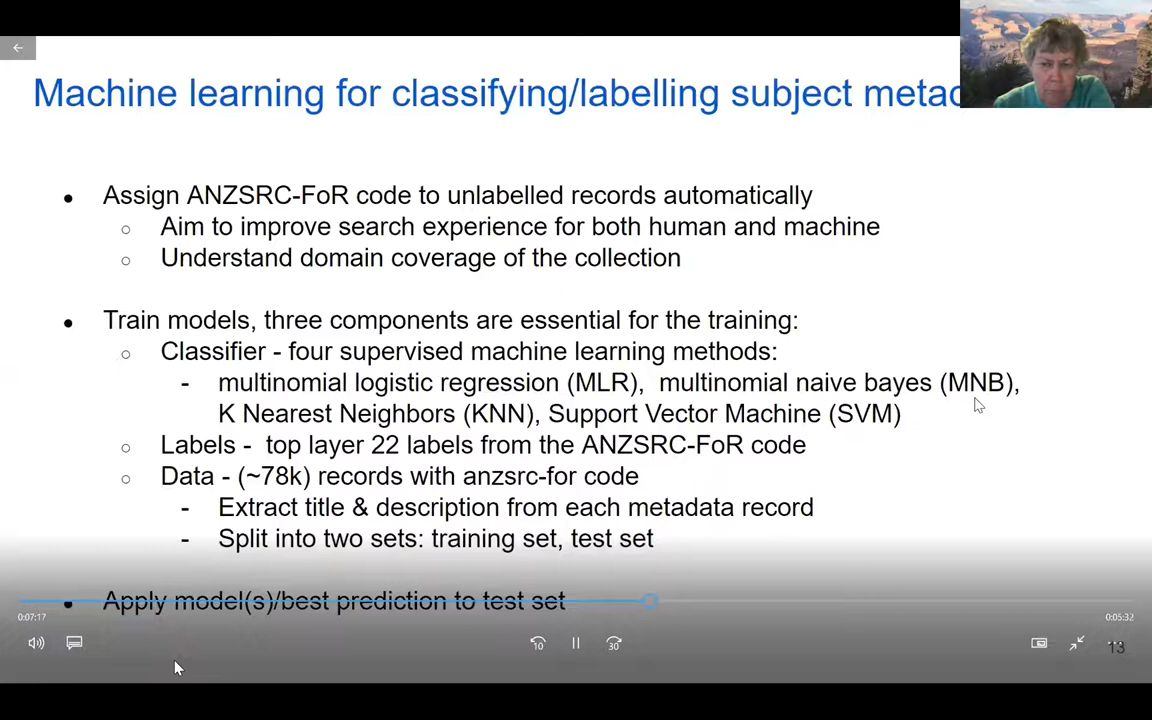 Machine learning for classifying/labelling subject
● Assign ANZSRC-FoR code to unlabelled records automatically
○ Aim to improve search experience for both human and machine
○ Understand domain coverage of the collection
● Train models, three components are essential for the training:
○ Classifier - four supervised machine learning methods:
- multinomial logistic regression (MLR), multinomial naive bayes (MNB),
K Nearest Neighbors (KNN), Support Vector Machine (SVM)
○ Labels - top layer 22 labels from the ANZSRC-FoR code
○ Data - (~78k) records with anzsrc-for code
- Extract title & description from each metadata record
- Split into two sets: training set, test set
● Apply model(s)/best prediction to test set
0:07:17
0:05:32
10
30
13